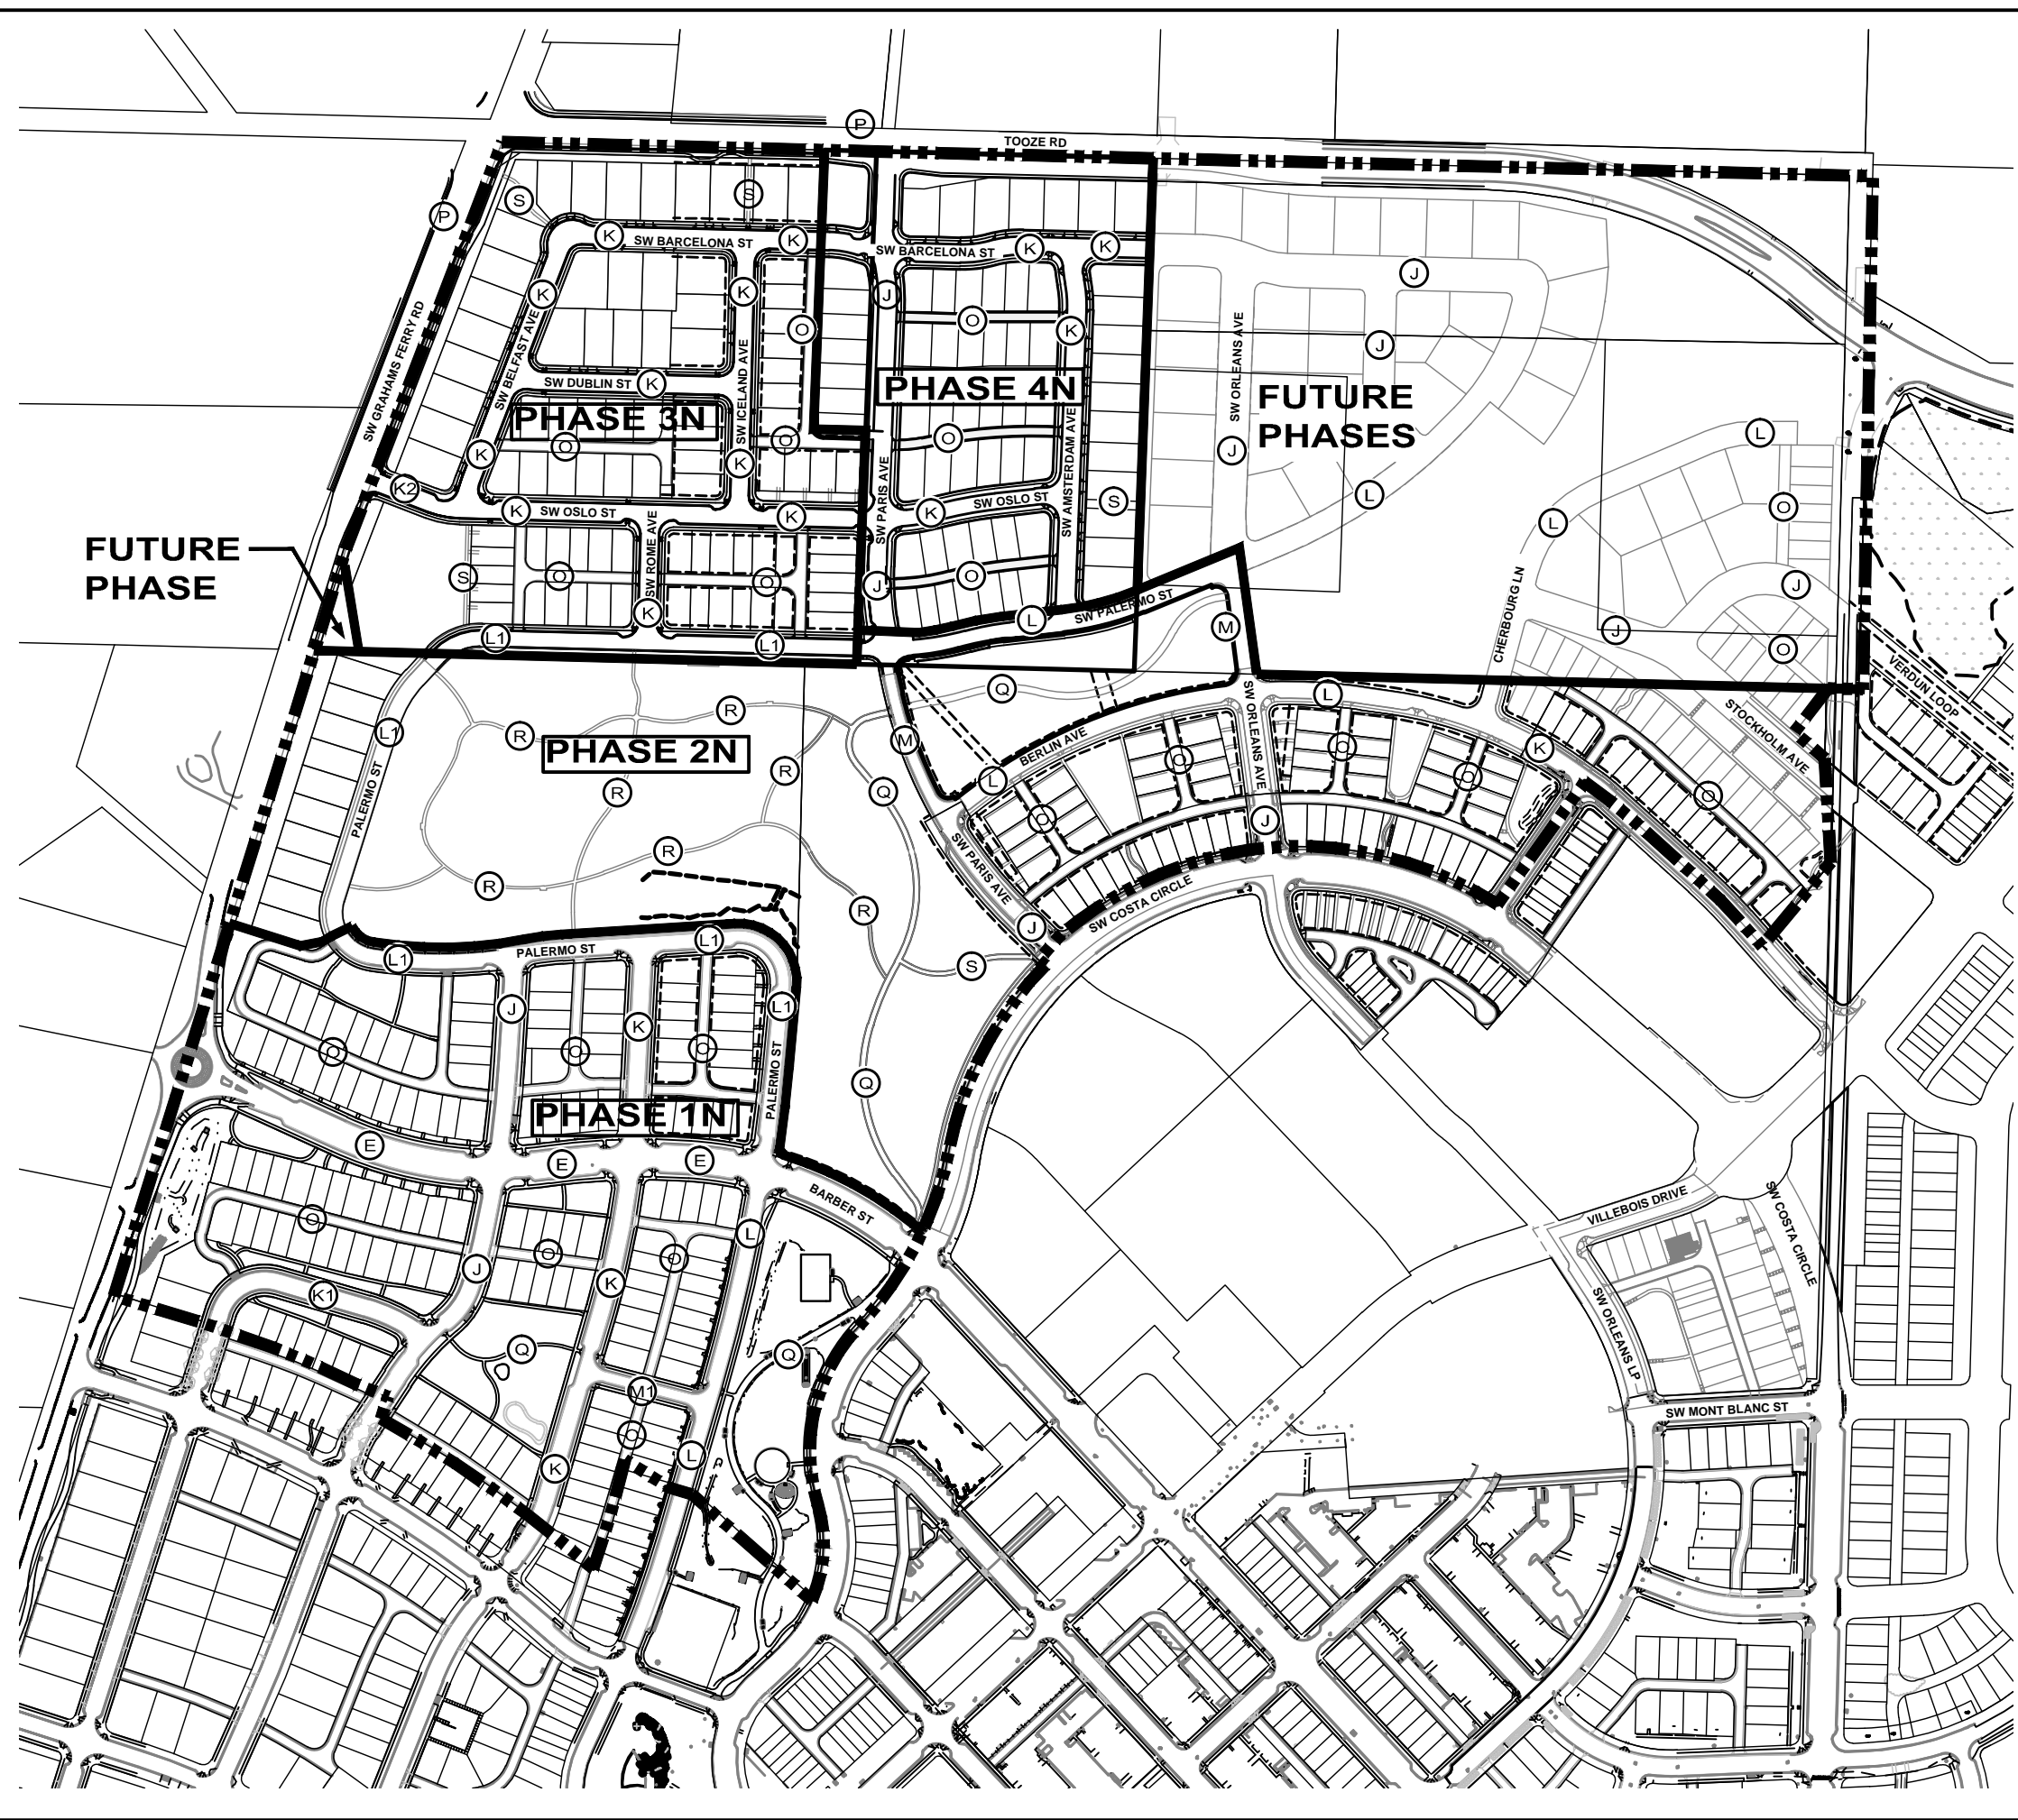 P
TOOZE RD
S
S
P
K
SW BARCELONA ST
K
SW BARCELONA ST
K
K
J
K
K
J
O
O
K
J
SW GRAHAMS FERRY RD
SW BELFAST AVE
SW ICELAND AVE
SW ORLEANS AVE
SW DUBLIN ST
K
PHASE 3N
PHASE 4N
FUTURE
PHASES
K
O
O
K
O
J
L
L
K2
K
SW OSLO ST
K
SW PARIS AVE
K
SW OSLO ST
SW AMSTERDAM AVE
S
L
L
O
FUTURE
PHASE
S
O
SW ROME AVE
O
J
O
J
K
L1
L1
L
SW PALERMO ST
M
CHERBOURG LN
J
O
VERDUN LOOP
Q
L
SW ORLEANS AVE
STOCKHOLM AVE
L1
R
R
M
BERLIN AVE
K
PHASE 2N
R
R
Q
L
O
O
O
O
PALERMO ST
O
J
R
R
SW PARIS AVE
R
J
SW COSTA CIRCLE
L1
PALERMO ST
L1
S
J
K
L1
O
O
O
PALERMO ST
Q
PHASE 1N
E
E
E
BARBER ST
VILLEBOIS DRIVE
SW COSTA CIRCLE
O
O
O
L
J
K
K1
SW ORLEANS LP
Q
Q
M1
SW MONT BLANC ST
O
K
L